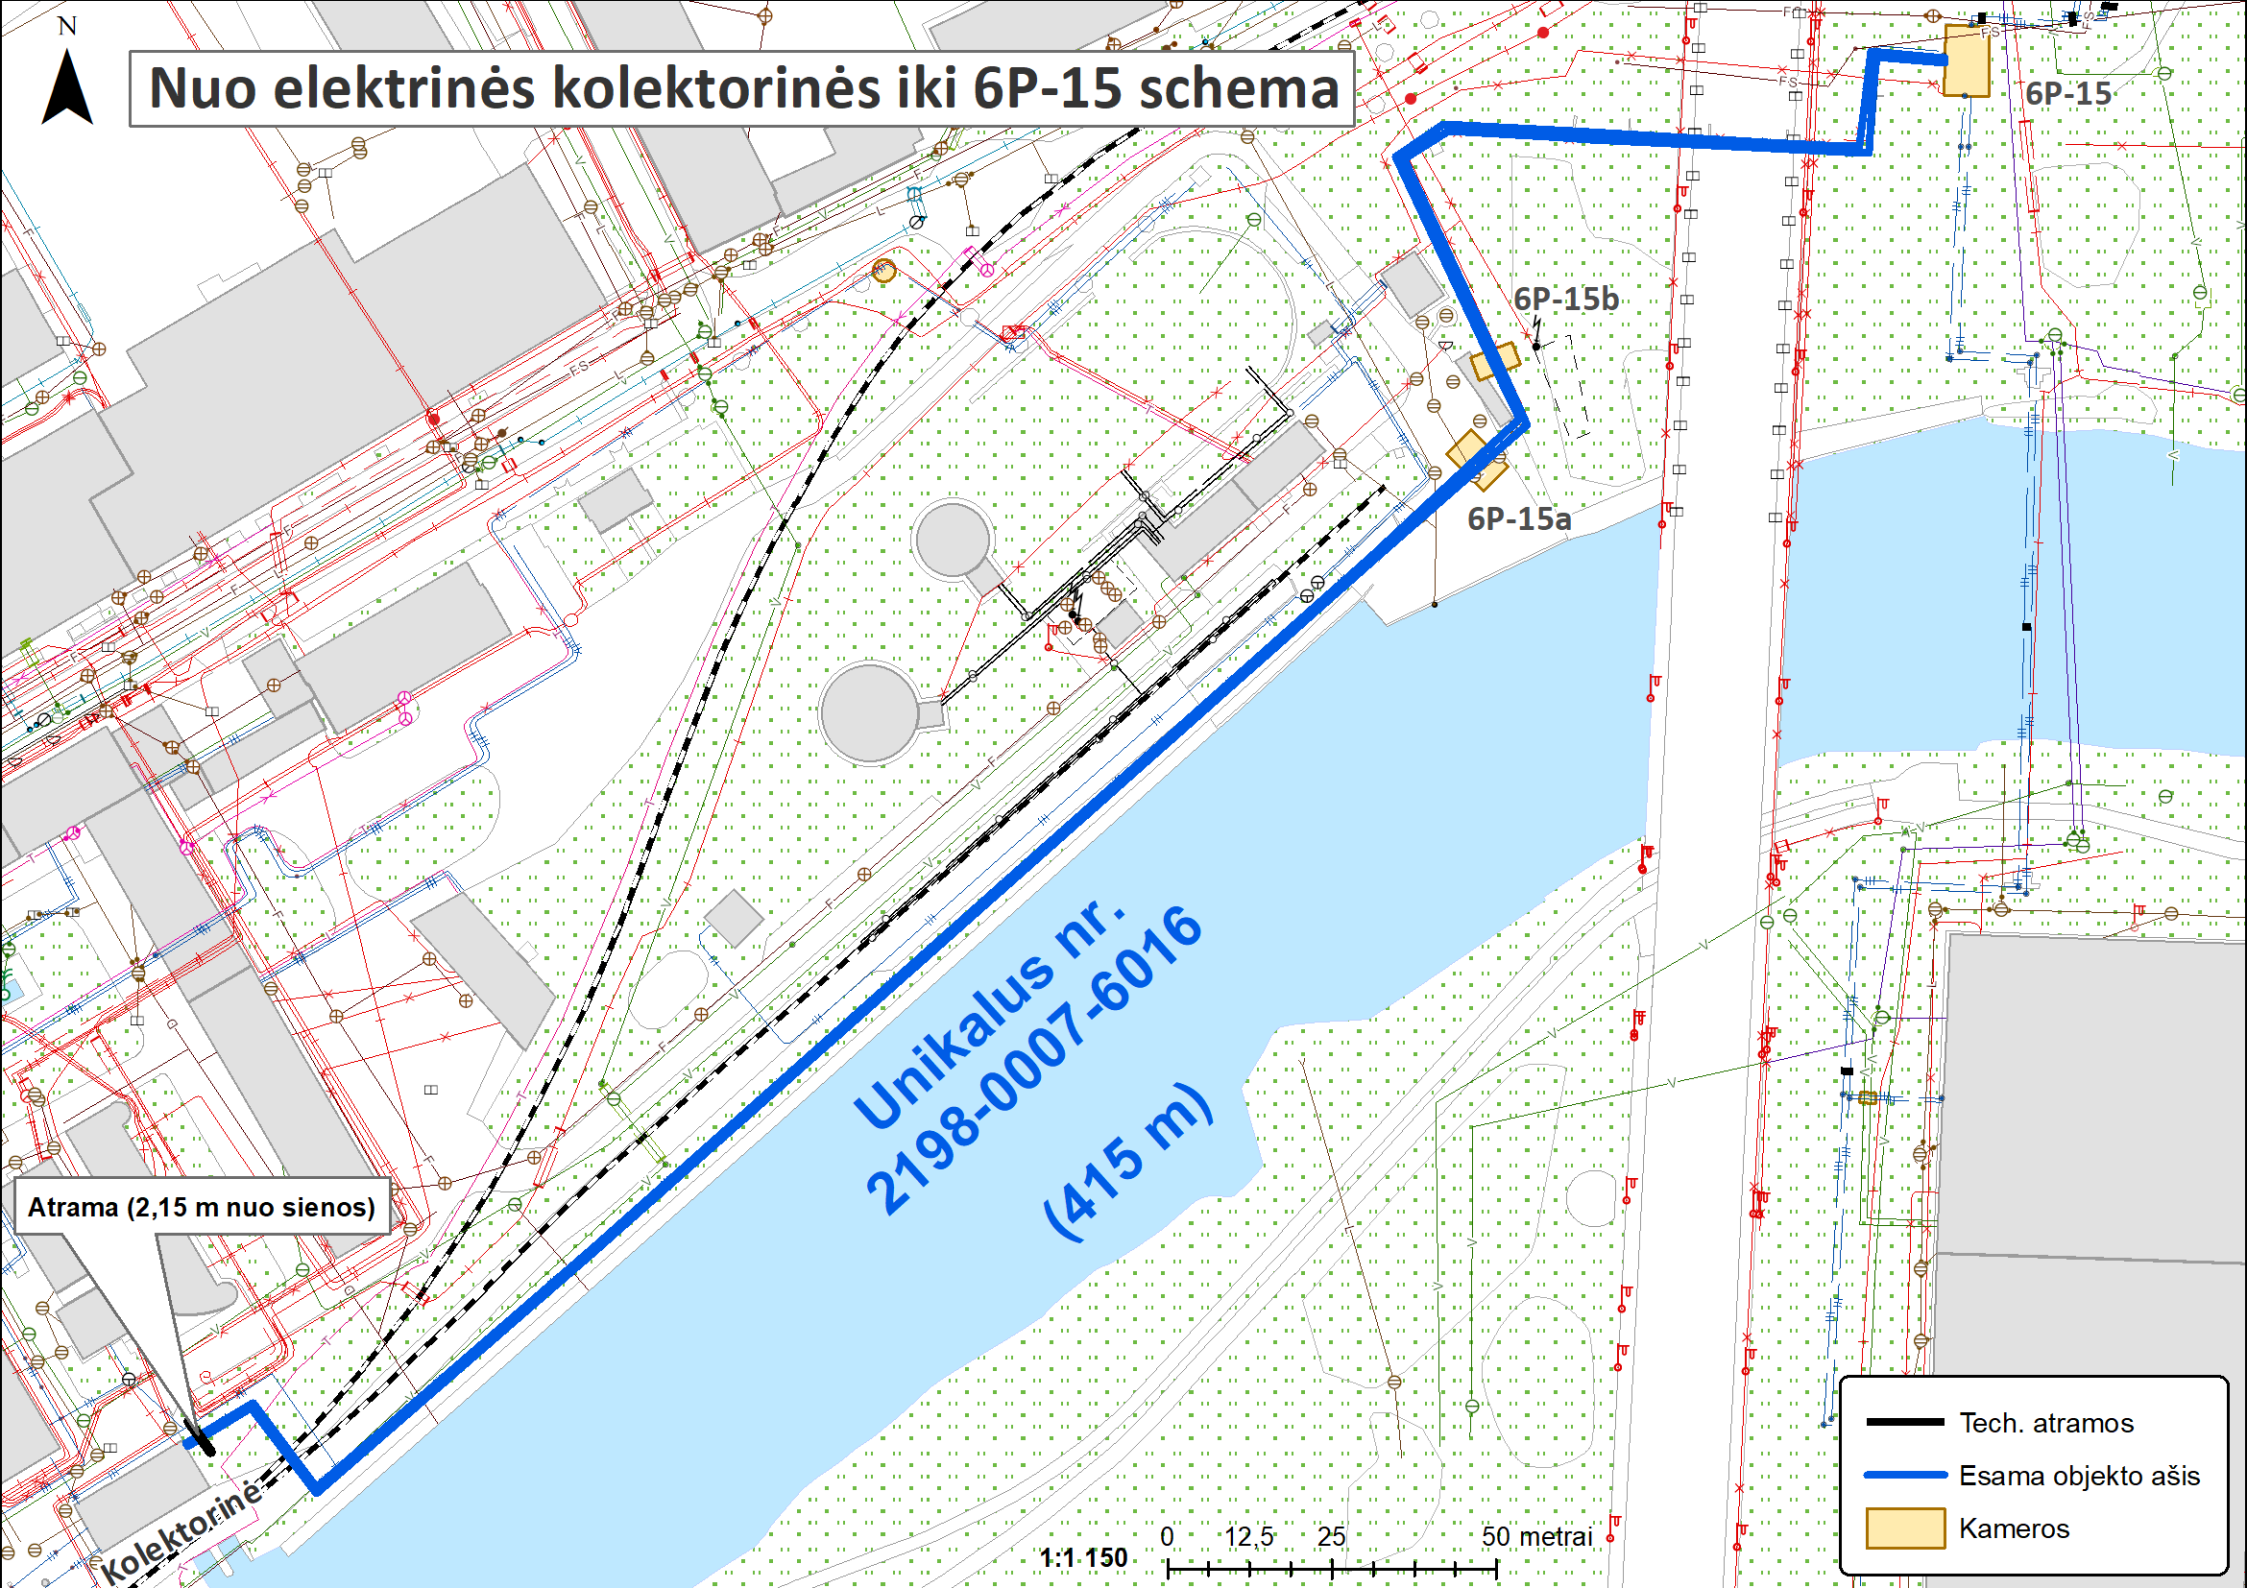 N
Nuo elektrinės kolektorinės iki 6P-15 schema
6P-15
6P-15b
6P-15a
Unikalus nr.
2198-0007-6016
(415 m)
Atrama (2,15 m nuo sienos)
Kolektorinė
Tech. atramos
Esama objekto ašis
Kameros
0 12,5 25 50 metrai
1:1 150